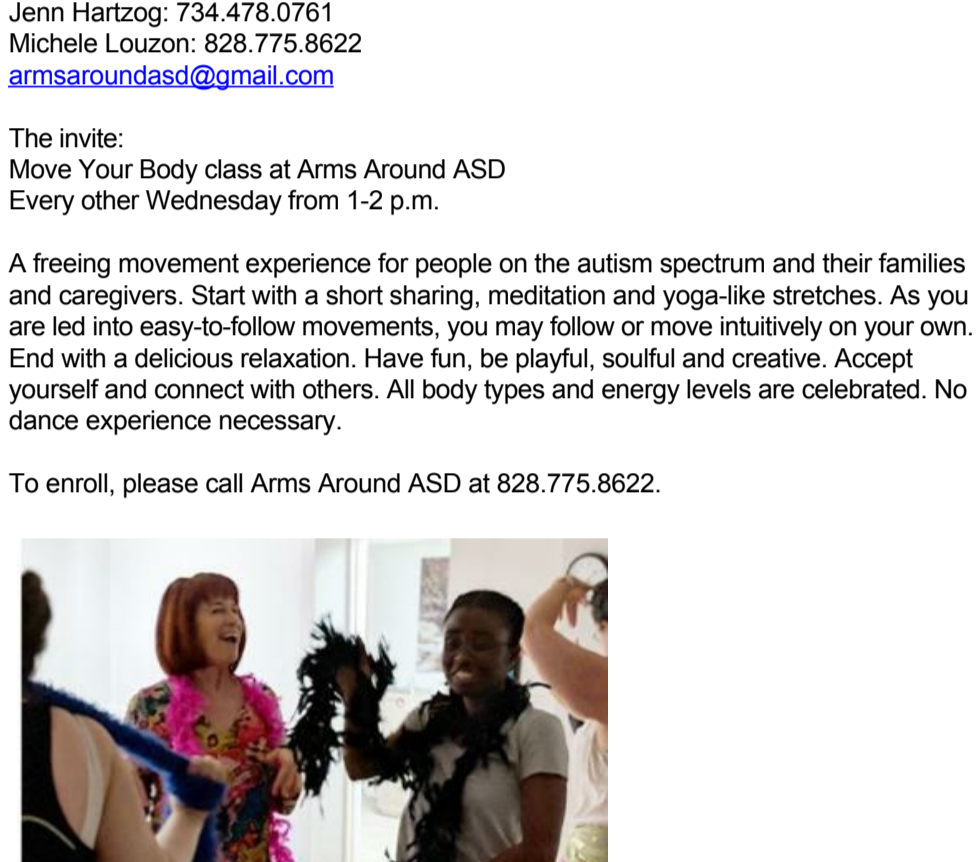 Jenn Hartzog: 734.478.0761
Michele Louzon: 828.775.8622
armsaroundasd@gmail.com
The invite:
Move Your Body class at Arms Around ASD
Every other Wednesday from 1-2 p.m.
A freeing movement experience for people on the autism spectrum and their families
and caregivers. Start with a short sharing, meditation and yoga-like stretches. As you
are led into easy-to-follow movements, you may follow or move intuitively on your own.
End with a delicious relaxation. Have fun, be playful, soulful and creative. Accept
yourself and connect with others. All body types and energy levels are celebrated. No
dance experience necessary.
To enroll, please call Arms Around ASD at 828.775.8622.